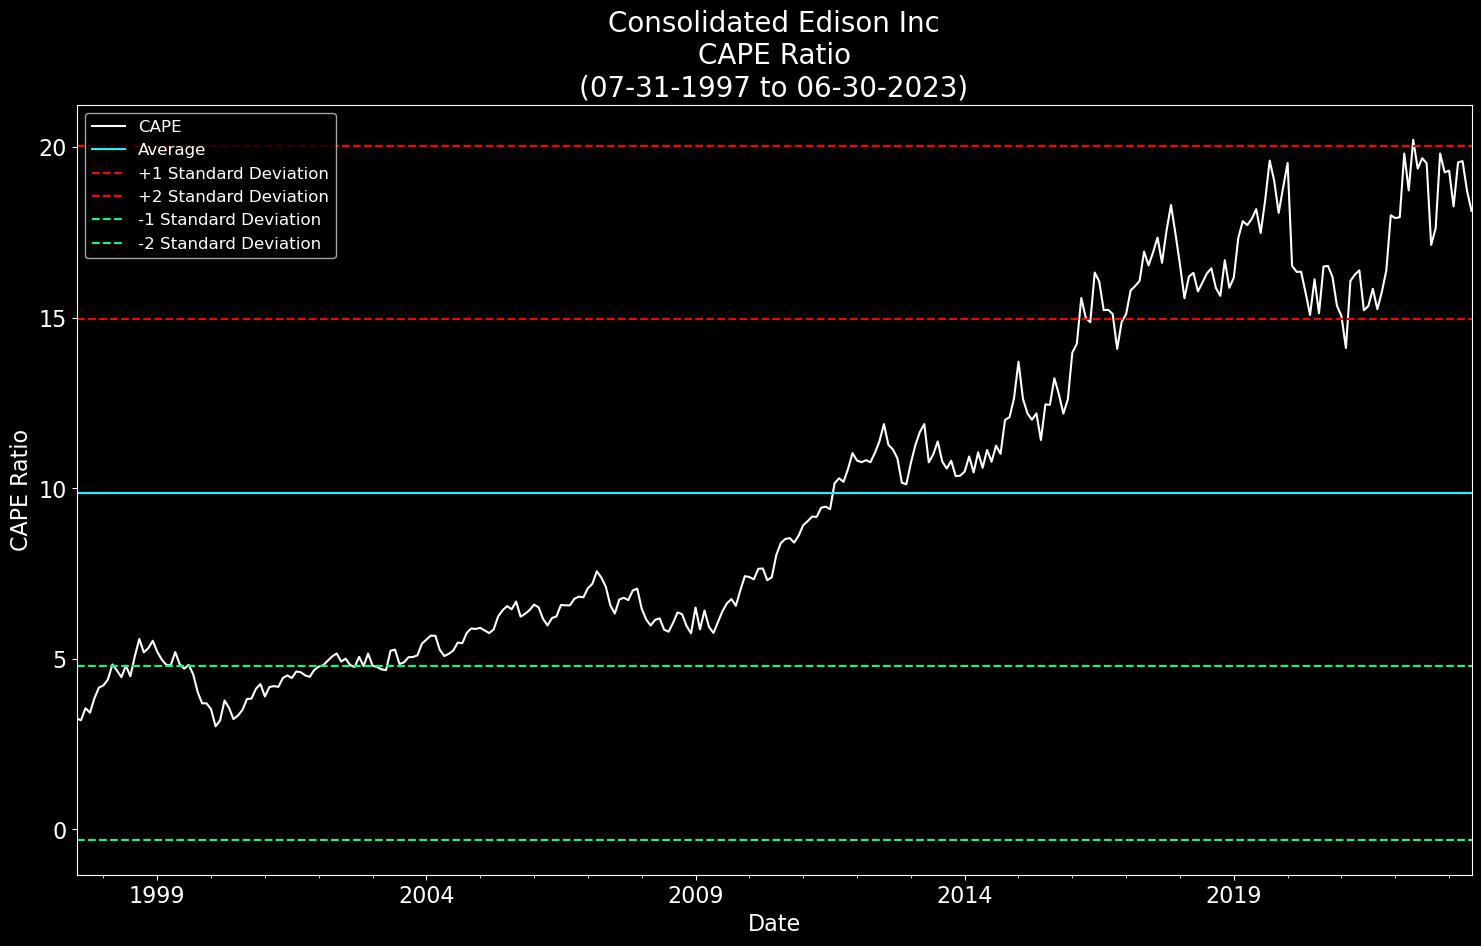 Consolidated Edison Inc
CAPE Ratio
(07-31-1997 to 06-30-2023)
CAPE
Average
+1 Standard Deviation
+2 Standard Deviation
-1 Standard Deviation
-2 Standard Deviation
20
15
10
5
0
CAPE Ratio
1999 2004 2009 2014 2019
Date